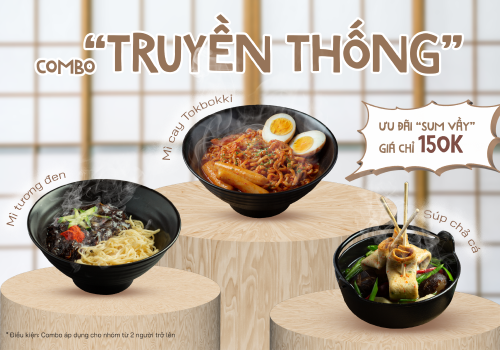 COMBO “TRUYỀN THỐNG”
ƯU ĐÃI “SUM VẦY”
GIÁ CHỈ 150K
Mì cay Tokbokki
Mì tương đen
Súp chả cá
* Điều kiện: Combo áp dụng cho nhóm từ 2 người trở lên